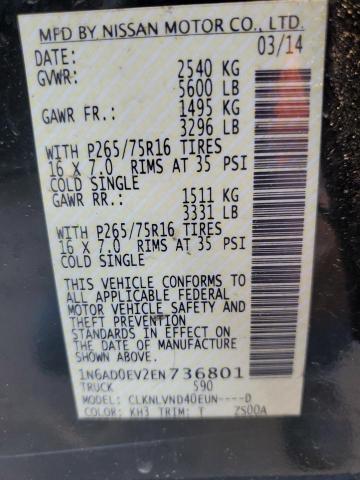 MFD BY NISSAN MOTOR CO., LTD.
DATE: 03/14
GVWR: 2540 KG
5600 LB
GAWR FR.: 1495 KG
3296 LB
WITH P265/75R16 TIRES
16 X 7.0 RIMS AT 35 PSI
COLD SINGLE
GAWR RR.: 1511 KG
3331 LB
WITH P265/75R16 TIRES
16 X 7.0 RIMS AT 35 PSI
COLD SINGLE
THIS VEHICLE CONFORMS TO
ALL APPLICABLE FEDERAL
MOTOR VEHICLE SAFETY AND
THEFT PREVENTION
STANDARDS IN EFFECT ON
THE DATE OF MANUFACTURE
SHOWN ABOVE.
1N6AD0EV2EN736801
TRUCK S90
MODEL: CLKNLVND40EUN----D
COLOR: KH3 TRIM: T ZS00A